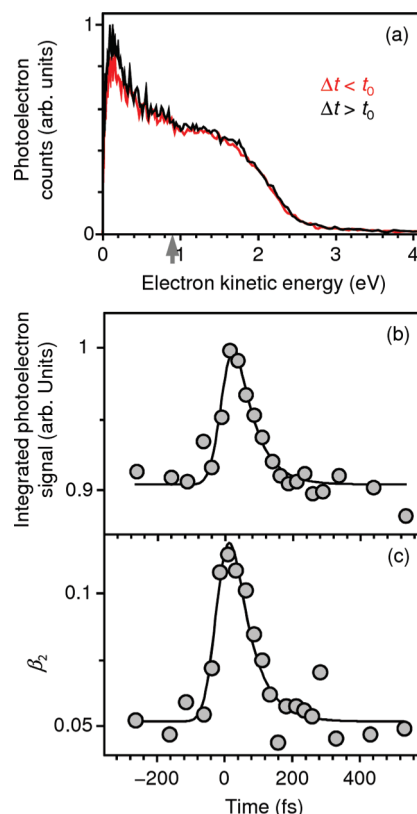 (a)
Photoelectron
counts (arb. units)
1
0
Δt < t₀
Δt > t₀
0 1 2 3 4
Electron kinetic energy (eV)
(b)
Integrated photoelectron
signal (arb. Units)
1
0.9
(c)
β₂
0.1
0.05
−200 0 200 400
Time (fs)